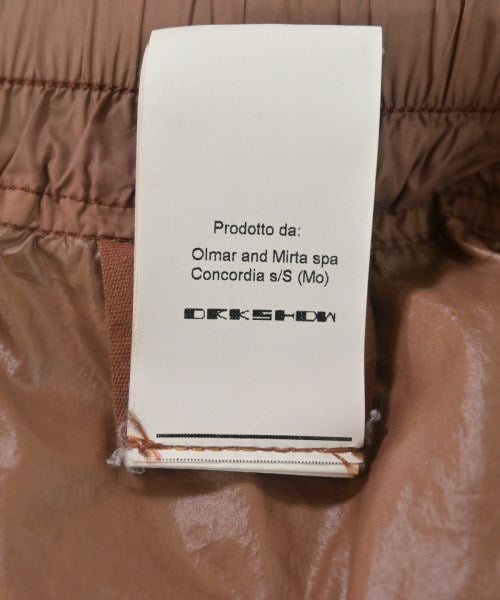 Prodotto da:
Olmar and Mirta spa
Concordia s/S (Mo)
DRKSHDW